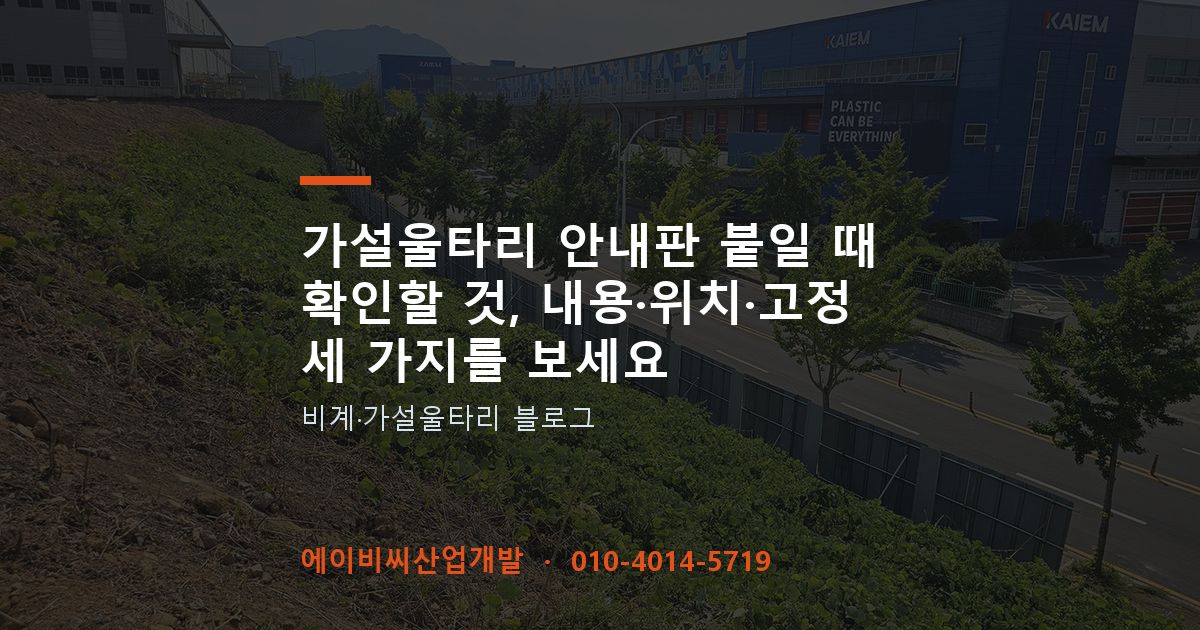 KAIEM
KAIEM
PLASTIC
CAN BE
EVERYTHING
가설울타리 안내판 붙일 때
확인할 것, 내용·위치·고정
세 가지를 보세요
비계·가설울타리 블로그
에이비씨산업개발 · 010-4014-5719